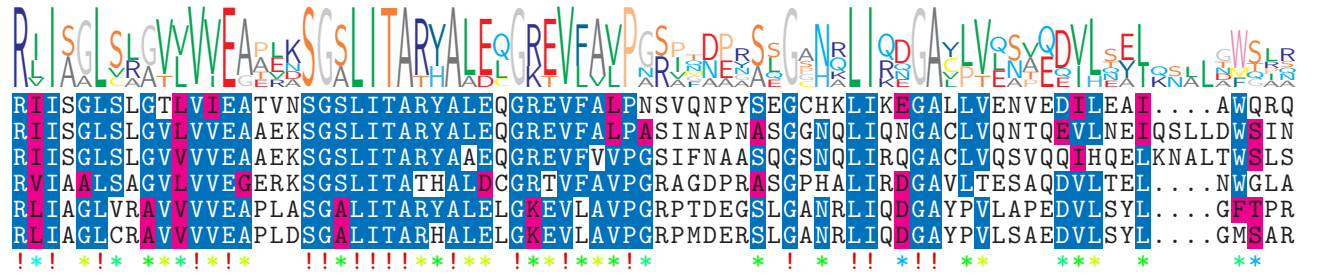 RIISGLSLGTLVIEATVNSGSLITARYALEQGREVFALPNSVQNPYSEGCHKLIKEGALLVENVEDILEAI....AWQRQ
RIISGLSLGVLVVEAAEKSGSLITARYALEQGREVFALPASINAPNASGGNQLIQNGACLVQNTQEVLNEIQSLLDWSIN
RIISGLSLGVVVVEAAEKSGSLITARYAAEQGREVFVVPGSIFNAASQGSNQLIRQGACLVQSVQQIHQELKNALTWSLS
RVIAALSAGVLVVEGERKSGSLITATHALDCGRTVFAVPGRAGDPRASGPHALIRDGAVLTESAQDVLTEL....NWGLA
RLIAGLVRAVVVVEAPLASGALITARYALELGKEVLAVPGRPTDEGSLGANRLIQDGAYPVLAPEDVLSYL....GFTPR
RLIAGLCRAVVVVEAPLDSGALITARHALELGKEVLAVPGRPMDERSLGANRLIQDGAYPVLSAEDVLSYL....GMSAR